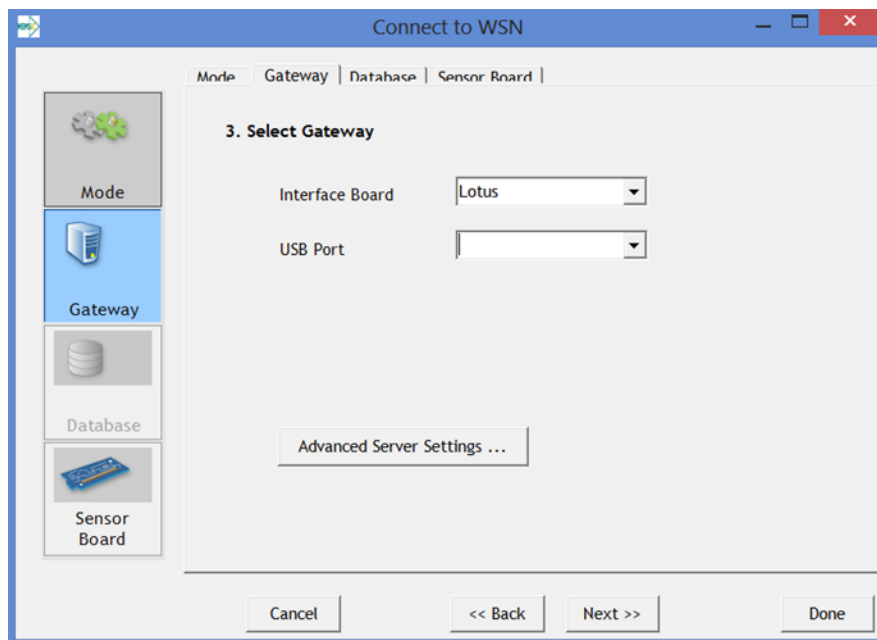 Connect to WSN
Mode Gateway Database Sensor Board
Mode
Gateway
Database
Sensor
Board
3. Select Gateway
Interface Board Lotus
USB Port
Advanced Server Settings ...
Cancel << Back Next >> Done